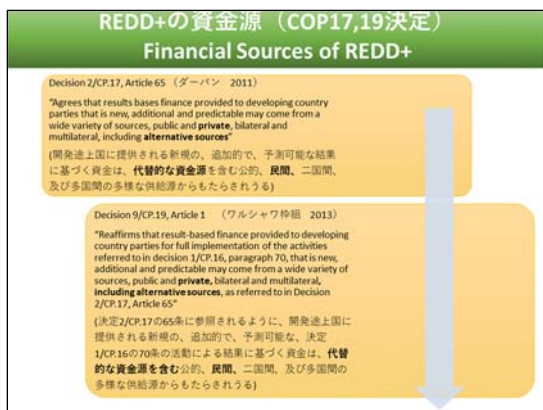 REDD+の資金源（COP17,19決定）
Financial Sources of REDD+
Decision 2/CP.17, Article 65 （ダーバン 2011）
“Agrees that results bases finance provided to developing country
parties that is new, additional and predictable may come from a
wide variety of sources, public and private, bilateral and
multilateral, including alternative sources”
(開発途上国に提供される新規の、追加的で、予測可能な結果
に基づく資金は、代替的な資金源を含む公的、民間、二国間、
及び多国間の多様な供給源からもたらされうる)
Decision 9/CP.19, Article 1 （ワルシャワ枠組 2013）
“Reaffirms that result-based finance provided to developing
country parties for full implementation of the activities
referred to in decision 1/CP.16, paragraph 70, that is new,
additional and predictable may come from a wide variety of
sources, public and private, bilateral and multilateral,
including alternative sources, as referred to in Decision
2/CP.17, Article 65”
(決定2/CP.17の65条に参照されるように、開発途上国に
提供される新規の、追加的で、予測可能な、決定
1/CP.16の70条の活動による結果に基づく資金は、代替
的な資金源を含む公的、民間、二国間、及び多国間の
多様な供給源からもたらされうる)